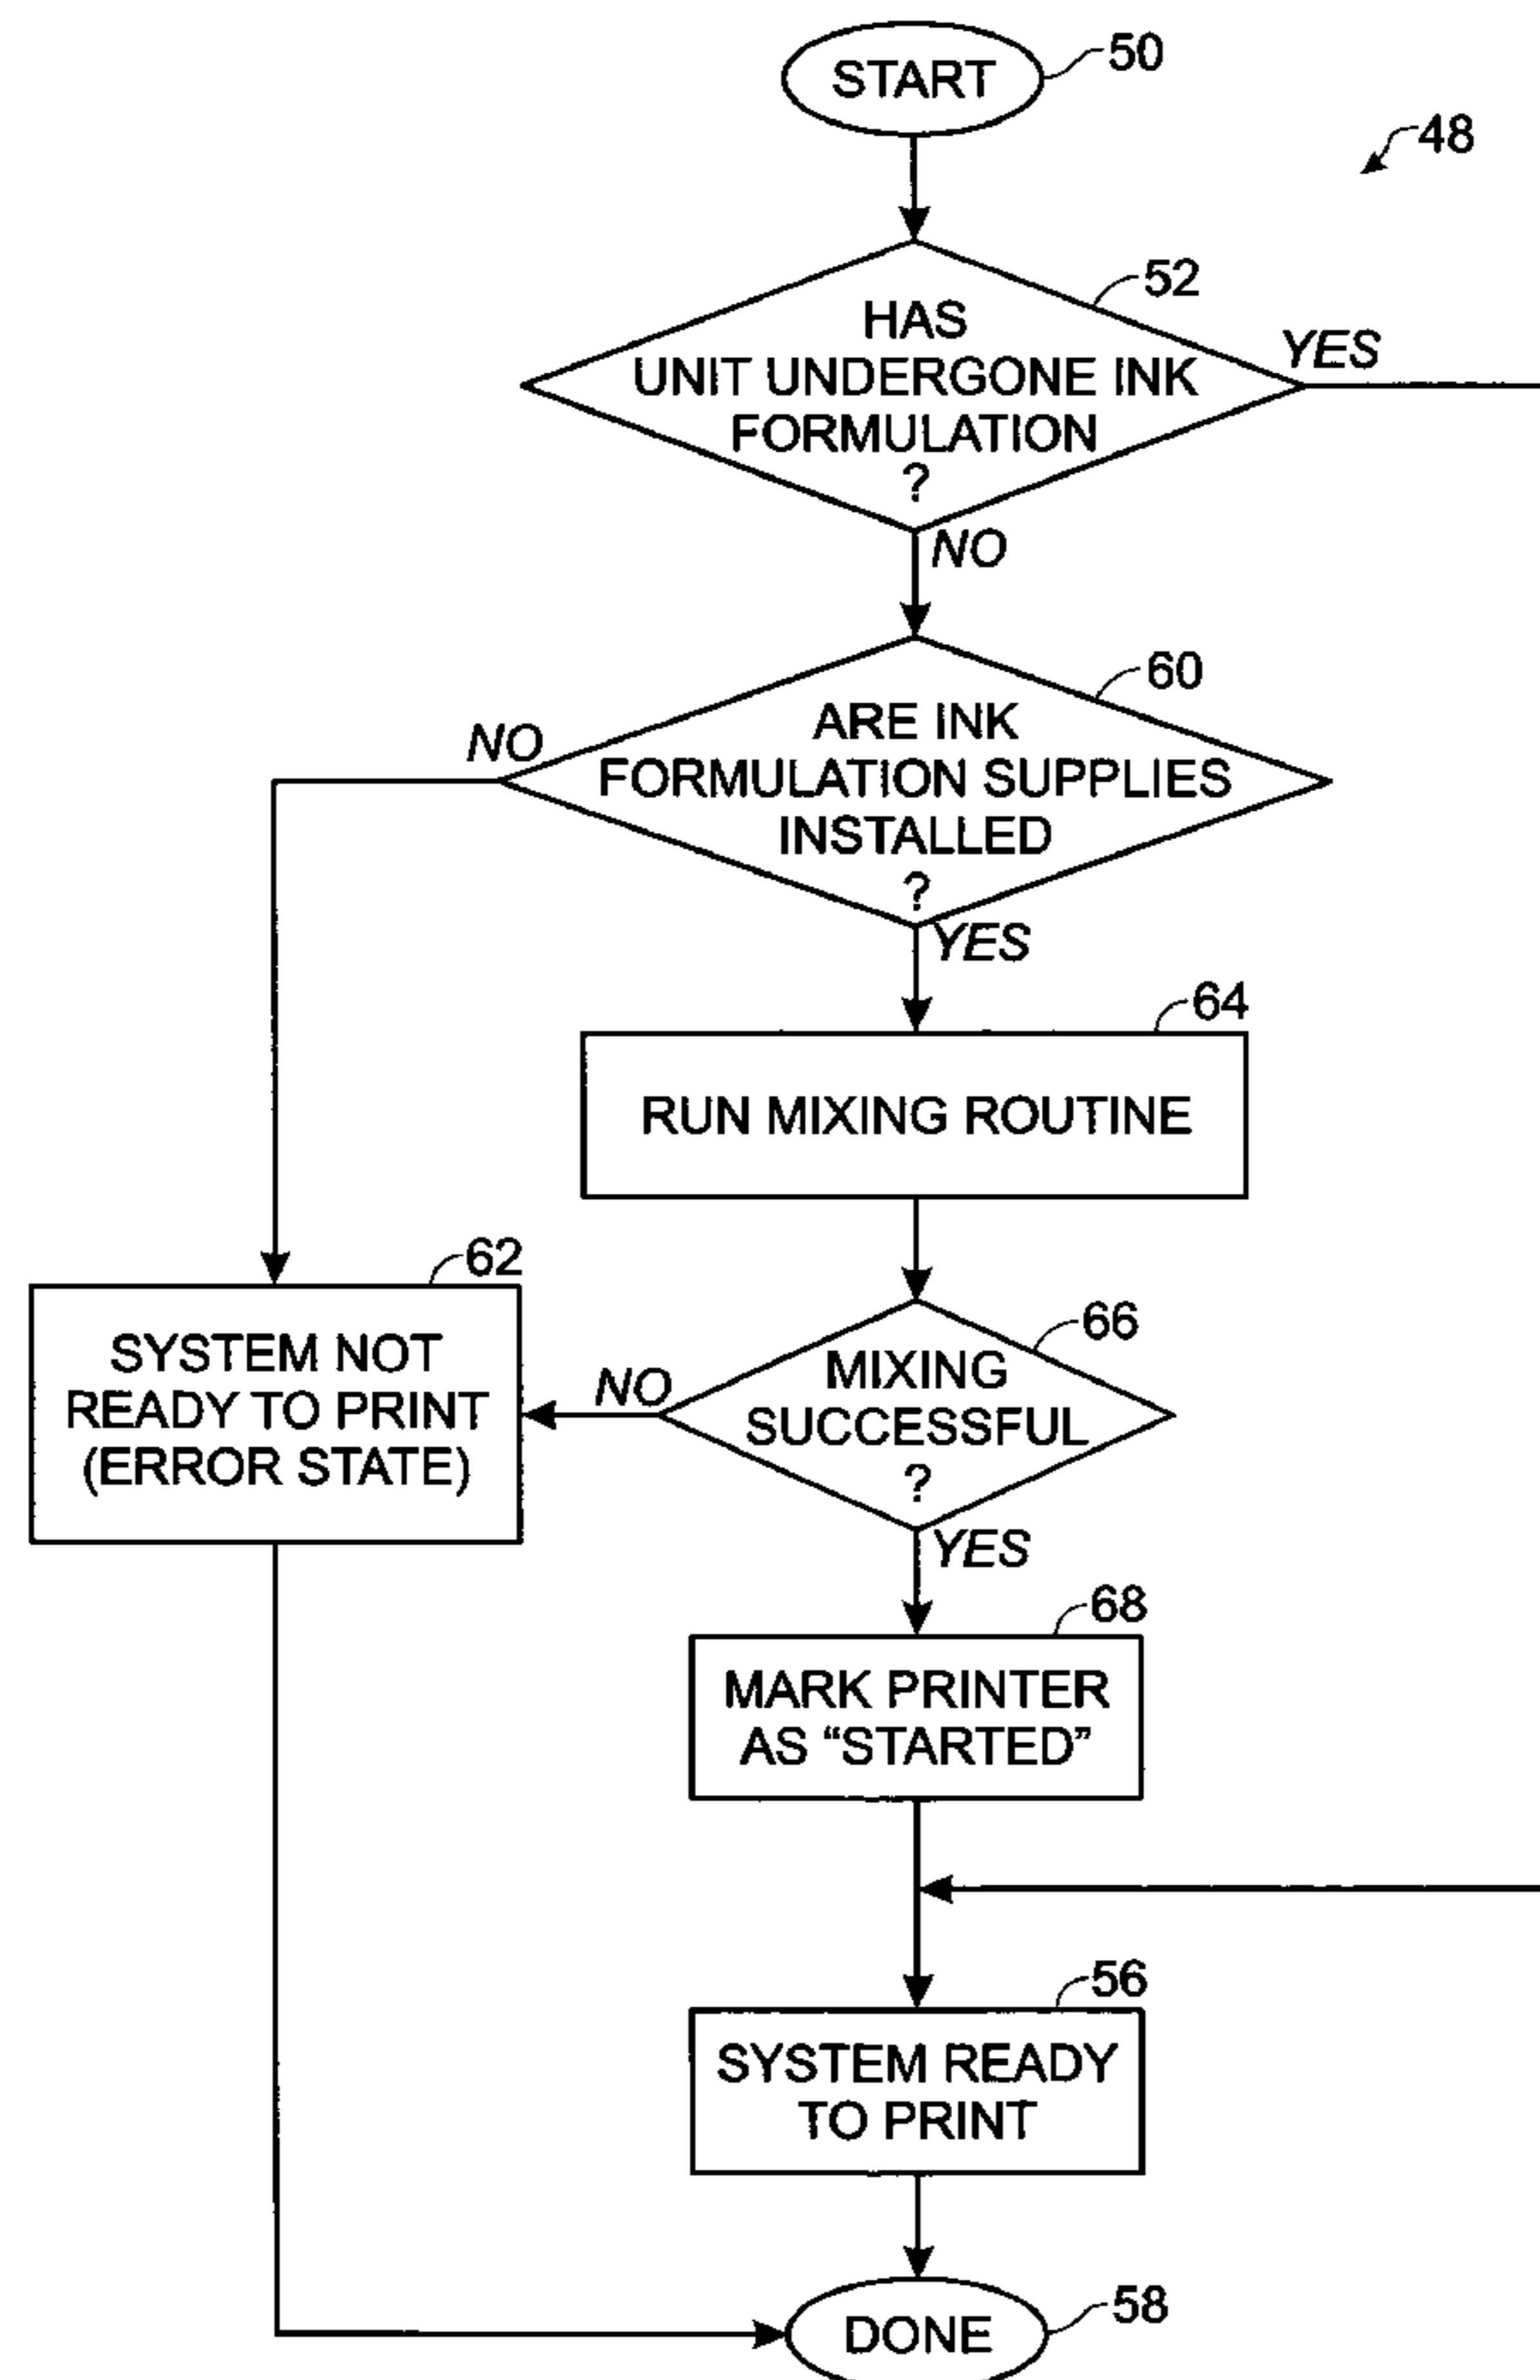 START
50
48
52
HAS
UNIT UNDERGONE INK
FORMULATION
?
YES
NO
60
ARE INK
FORMULATION SUPPLIES
INSTALLED
?
NO
YES
64
RUN MIXING ROUTINE
62
SYSTEM NOT
READY TO PRINT
(ERROR STATE)
66
MIXING
SUCCESSFUL
?
NO
YES
68
MARK PRINTER
AS “STARTED”
56
SYSTEM READY
TO PRINT
58
DONE